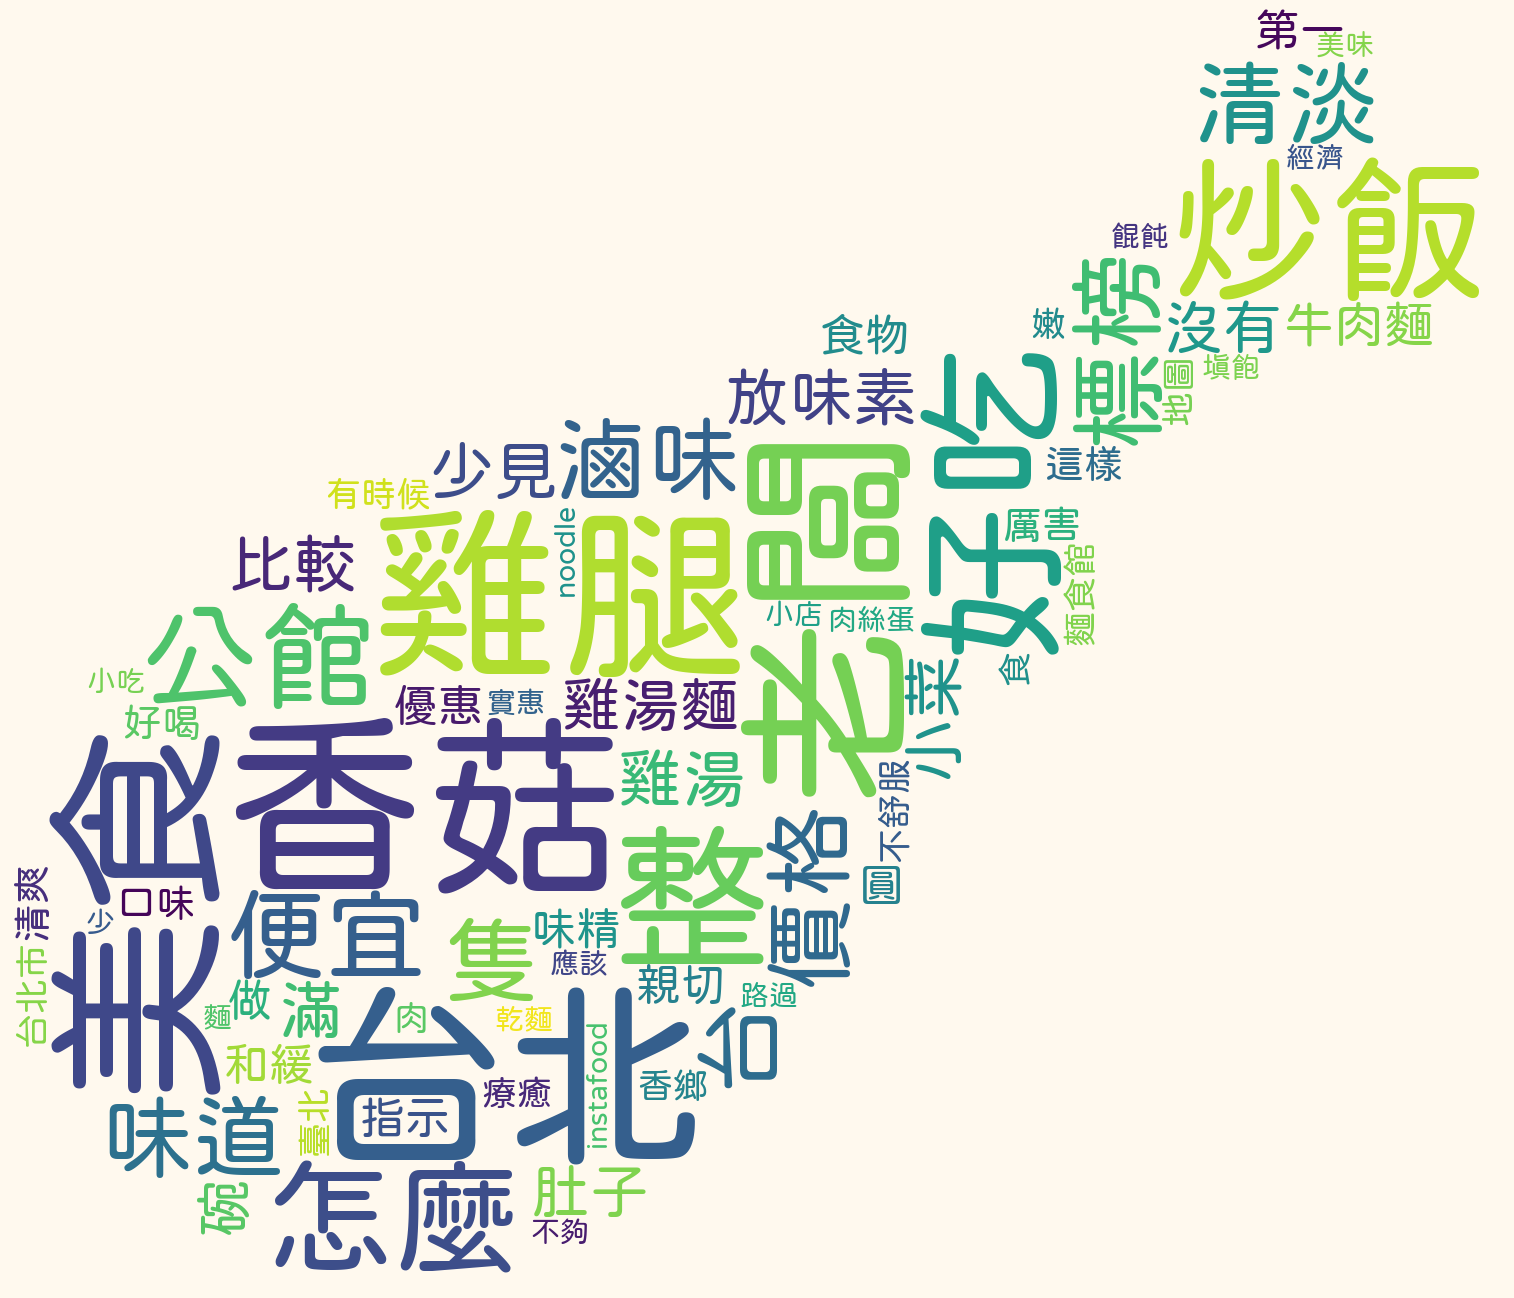 第一
美味
清淡
經濟
炒飯
餛飩
標榜
沒有
牛肉麵
嫩
食物
地圖
填飽
好吃
放味素
滷味
少見
老闆
這樣
有時候
noodle
雞腿
厲害
比較
麵食館
公館
小店
肉絲蛋
食
小菜
小吃
優惠
實惠
雞湯麵
好喝
香菇
美食
雞湯
不舒服
價格
整
圓
清爽
口味
少
便宜
隻
味精
應該
台北市
親切
做
滿
路過
麵
肉
乾麵
台北
台
instafood
和緩
香鄉
療癒
臺北
指示
味道
怎麼
肚子
碗
不夠